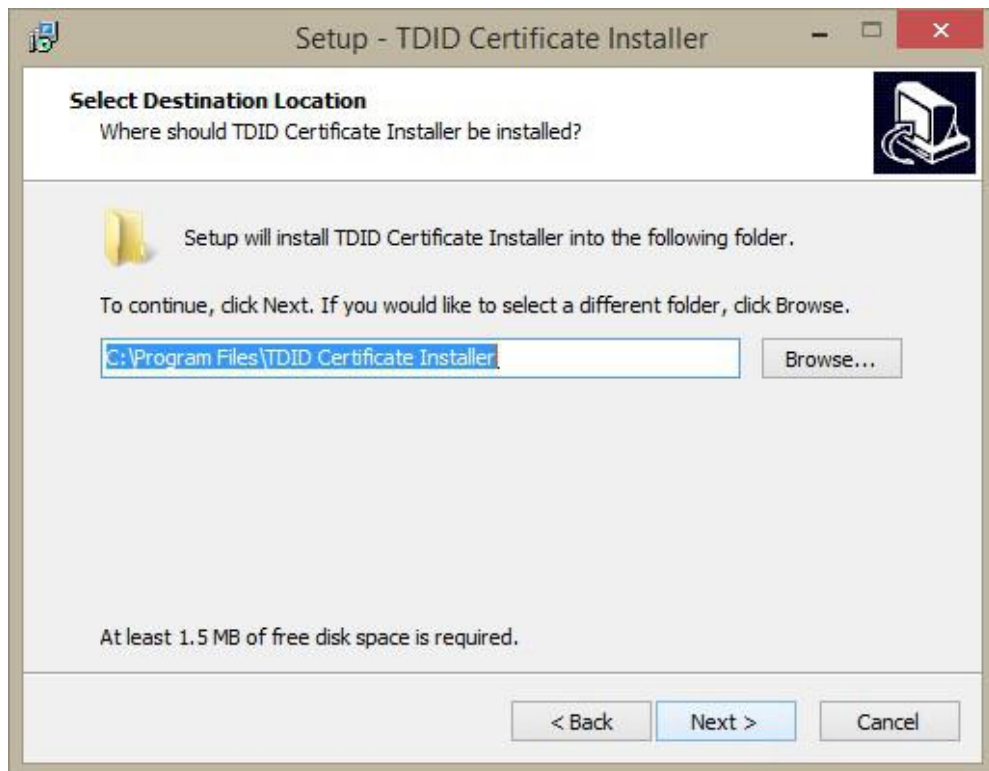 Setup - TDID Certificate Installer
Select Destination Location
Where should TDID Certificate Installer be installed?
Setup will install TDID Certificate Installer into the following folder.
To continue, click Next. If you would like to select a different folder, click Browse.
C:\Program Files\TDID Certificate Installer
Browse...
At least 1.5 MB of free disk space is required.
< Back
Next >
Cancel